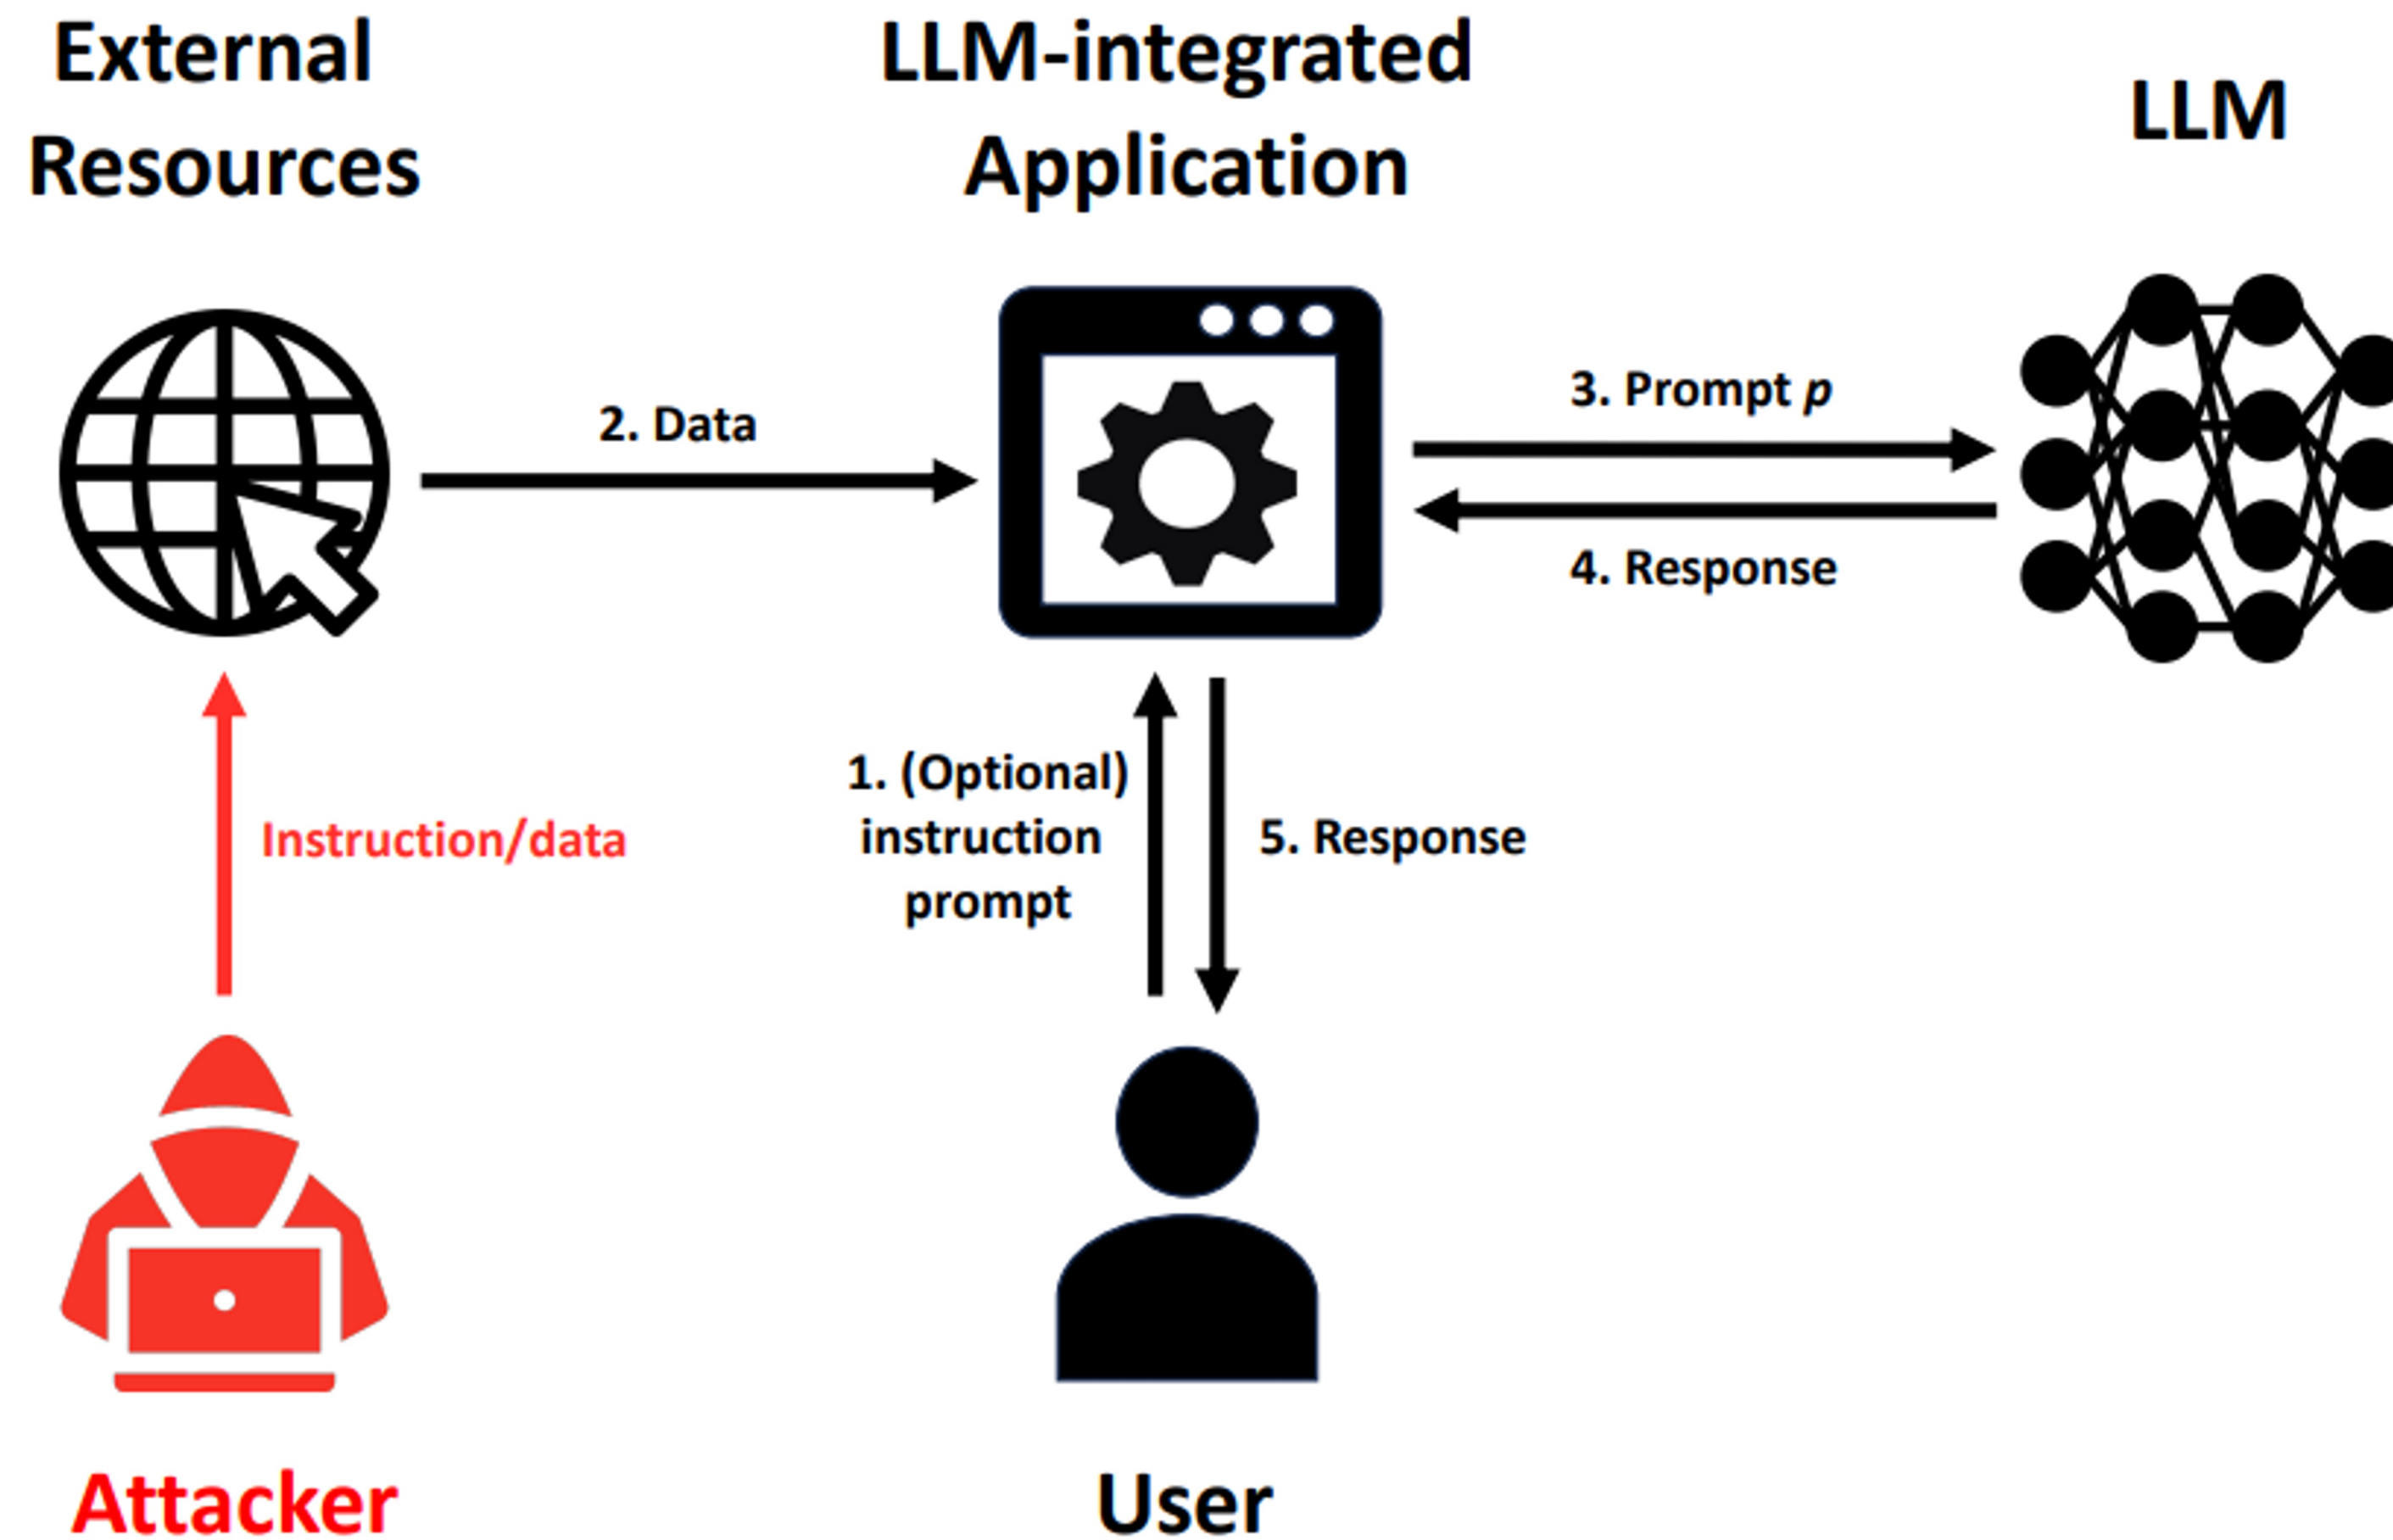 External
Resources
LLM-integrated
Application
LLM
2. Data
3. Prompt p
4. Response
Instruction/data
1. (Optional)
instruction
prompt
5. Response
Attacker
User